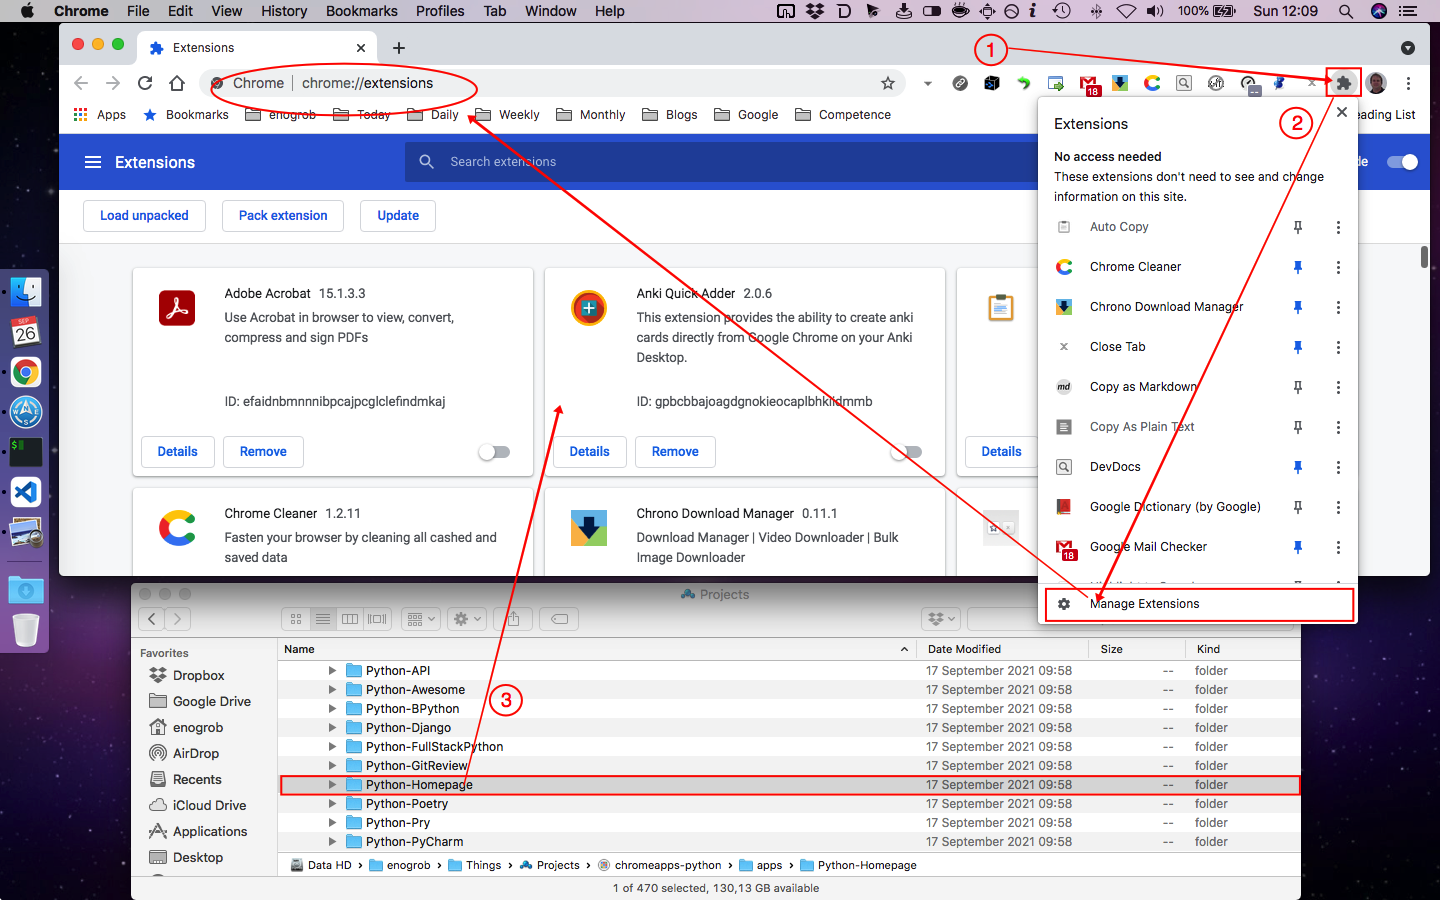 Chrome File Edit View History Bookmarks Profiles Tab Window Help 100% Sun 12:09
Extensions
1
Chrome | chrome://extensions
18
Apps Bookmarks enogrob Today Daily Weekly Monthly Blogs Google Competence eading List
2
Extensions
Search extensions
de
Load unpacked Pack extension Update
Extensions
No access needed
These extensions don't need to see and change
information on this site.
Auto Copy
Chrome Cleaner
Chrono Download Manager
Close Tab
md Copy as Markdown
Copy As Plain Text
DevDocs
Google Dictionary (by Google)
18 Google Mail Checker
Manage Extensions
Adobe Acrobat 15.1.3.3
Use Acrobat in browser to view, convert,
compress and sign PDFs
ID: efaidnbmnnnibpcajpcglclefindmkaj
Details Remove
Anki Quick Adder 2.0.6
This extension provides the ability to create anki
cards directly from Google Chrome on your Anki
Desktop.
ID: gpbcbbajoagdgnokieocaplbhkiidmmb
Details Remove
Details
Chrome Cleaner 1.2.11
Fasten your browser by cleaning all cashed and
saved data
Chrono Download Manager 0.11.1
Download Manager | Video Downloader | Bulk
Image Downloader
SEP
26
W E S
$
Projects
3
Favorites
Dropbox
Google Drive
enogrob
AirDrop
Recents
iCloud Drive
Applications
Desktop
Name Date Modified Size Kind
Python-API 17 September 2021 09:58 -- folder
Python-Awesome 17 September 2021 09:58 -- folder
Python-BPython 17 September 2021 09:58 -- folder
Python-Django 17 September 2021 09:58 -- folder
Python-FullStackPython 17 September 2021 09:58 -- folder
Python-GitReview 17 September 2021 09:58 -- folder
Python-Homepage 17 September 2021 09:58 -- folder
Python-Poetry 17 September 2021 09:58 -- folder
Python-Pry 17 September 2021 09:58 -- folder
Python-PyCharm 17 September 2021 09:58 -- folder
Data HD › enogrob › Things › Projects › chromeapps-python › apps › Python-Homepage
1 of 470 selected, 130,13 GB available